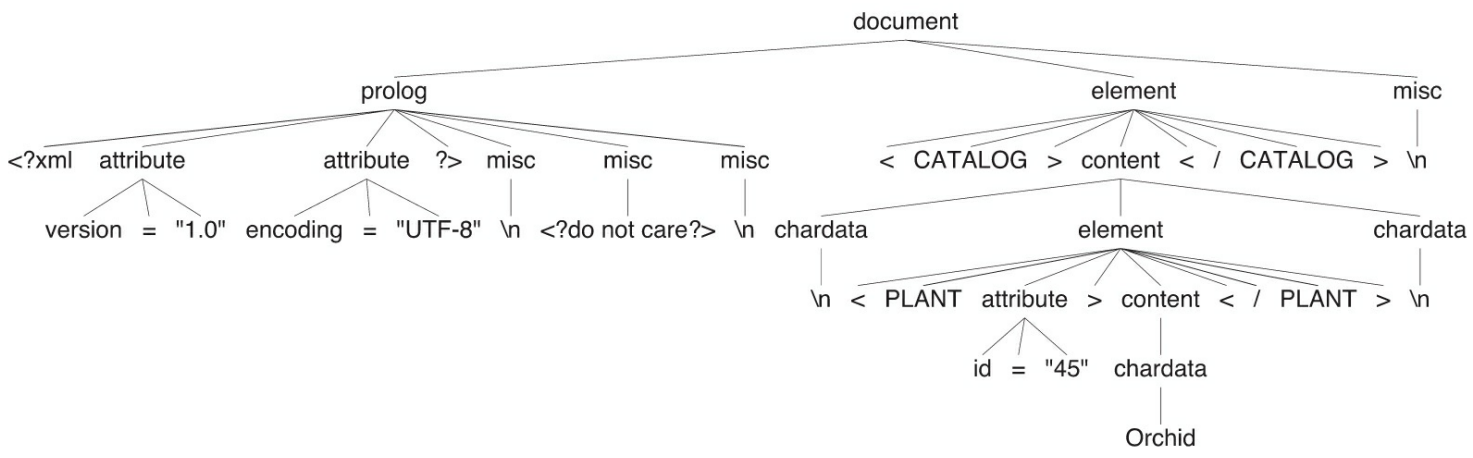 document
prolog element misc
<?xml attribute attribute ?> misc misc misc < CATALOG > content < / CATALOG > \n
version = "1.0" encoding = "UTF-8" \n <?do not care?> \n chardata element chardata
\n < PLANT attribute > content < / PLANT > \n
id = "45" chardata
Orchid